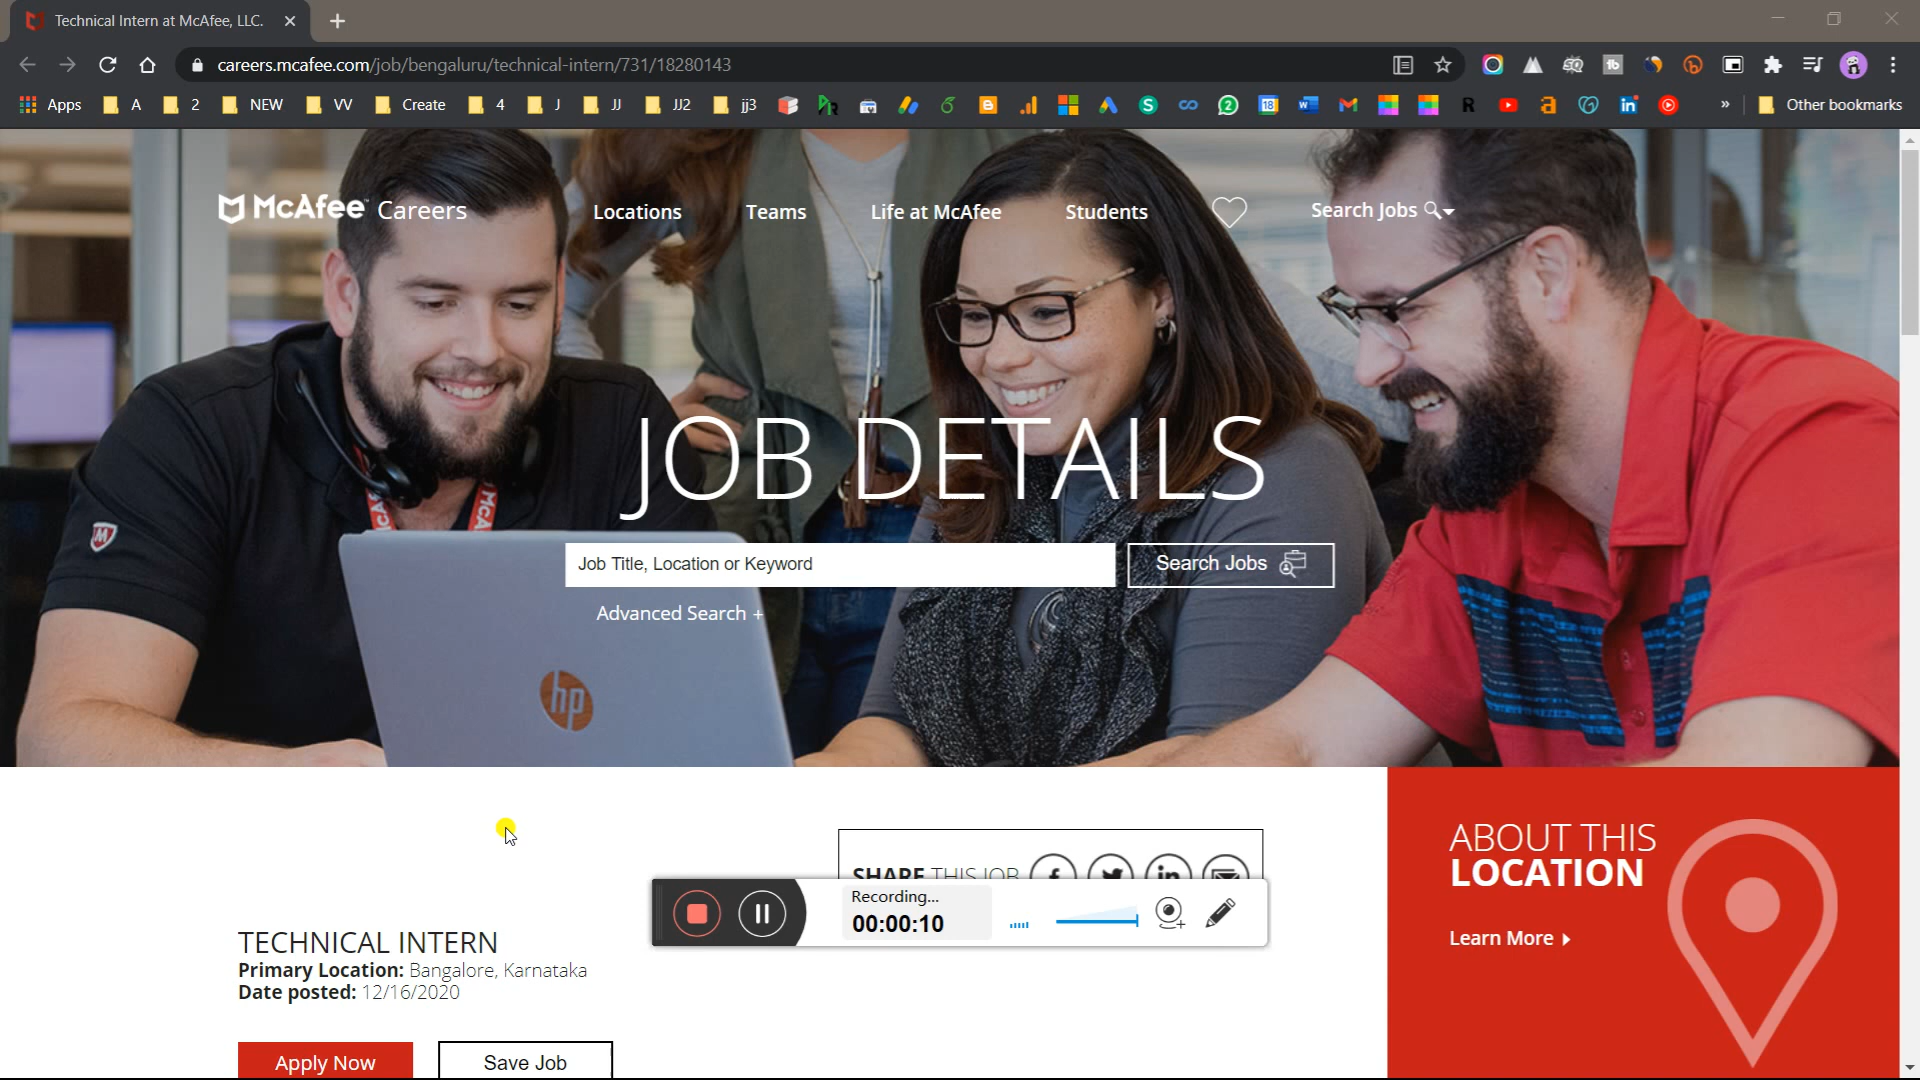 Technical Intern at McAfee, LLC.
careers.mcafee.com/job/bengaluru/technical-intern/731/18280143
Apps A 2 NEW VV Create 4 J JJ JJ2 jj3 Other bookmarks
McAfee™ Careers Locations Teams Life at McAfee Students Search Jobs
JOB DETAILS
Job Title, Location or Keyword Search Jobs
Advanced Search +
hp
SHARE THIS JOB
ABOUT THIS
LOCATION
Learn More
Recording...
00:00:10
TECHNICAL INTERN
Primary Location: Bangalore, Karnataka
Date posted: 12/16/2020
Apply Now Save Job